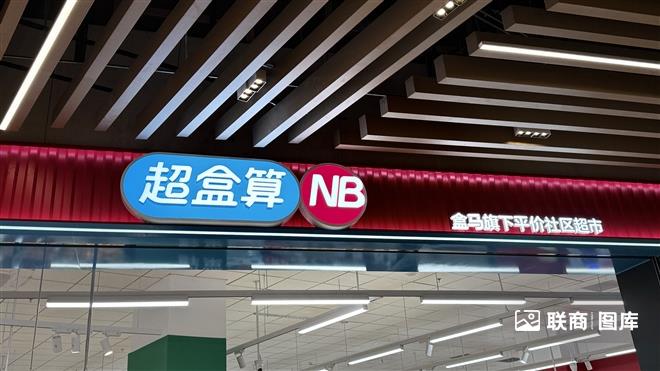 超盒算 NB
盒马旗下平价社区超市
联商 图库